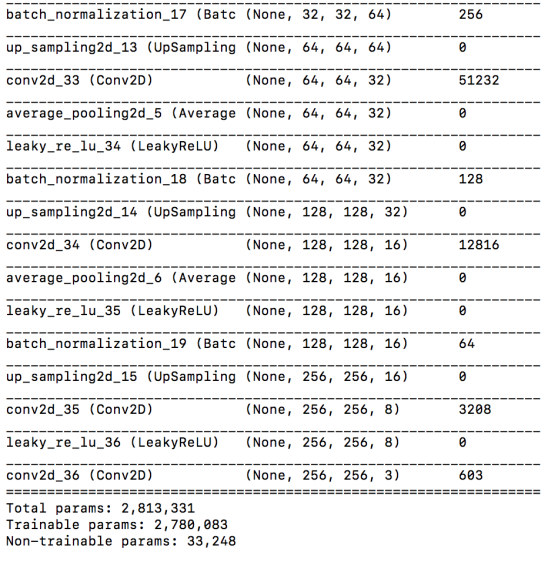 batch_normalization_17 (Batc (None, 32, 32, 64) 256
up_sampling2d_13 (UpSampling (None, 64, 64, 64) 0
conv2d_33 (Conv2D) (None, 64, 64, 32) 51232
average_pooling2d_5 (Average (None, 64, 64, 32) 0
leaky_re_lu_34 (LeakyReLU) (None, 64, 64, 32) 0
batch_normalization_18 (Batc (None, 64, 64, 32) 128
up_sampling2d_14 (UpSampling (None, 128, 128, 32) 0
conv2d_34 (Conv2D) (None, 128, 128, 16) 12816
average_pooling2d_6 (Average (None, 128, 128, 16) 0
leaky_re_lu_35 (LeakyReLU) (None, 128, 128, 16) 0
batch_normalization_19 (Batc (None, 128, 128, 16) 64
up_sampling2d_15 (UpSampling (None, 256, 256, 16) 0
conv2d_35 (Conv2D) (None, 256, 256, 8) 3208
leaky_re_lu_36 (LeakyReLU) (None, 256, 256, 8) 0
conv2d_36 (Conv2D) (None, 256, 256, 3) 603
Total params: 2,813,331
Trainable params: 2,780,083
Non-trainable params: 33,248